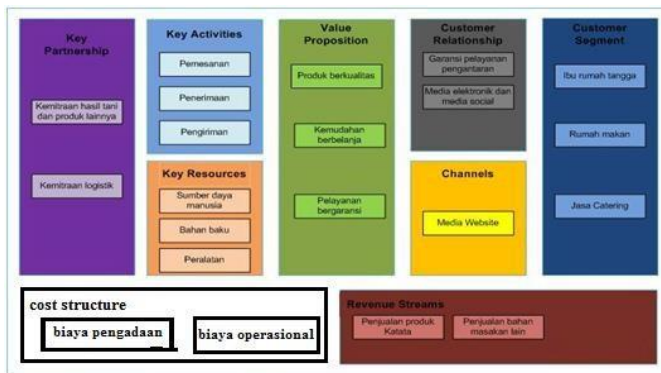 Key
Partnership
Kemitraan hasil tani
dan produk lainnya
Kemitraan logistik
Key Activities
Pemesanan
Penerimaan
Pengiriman
Key Resources
Sumber daya
manusia
Bahan baku
Peralatan
Value
Proposition
Produk berkualitas
Kemudahan
berbelanja
Pelayanan
bergaransi
Customer
Relationship
Garansi pelayanan
pengantaran
Media elektronik dan
media social
Channels
Media Website
Customer
Segment
Ibu rumah tangga
Rumah makan
Jasa Catering
cost structure
biaya pengadaan
biaya operasional
Revenue Streams
Penjualan produk
Katata
Penjualan bahan
masakan lain